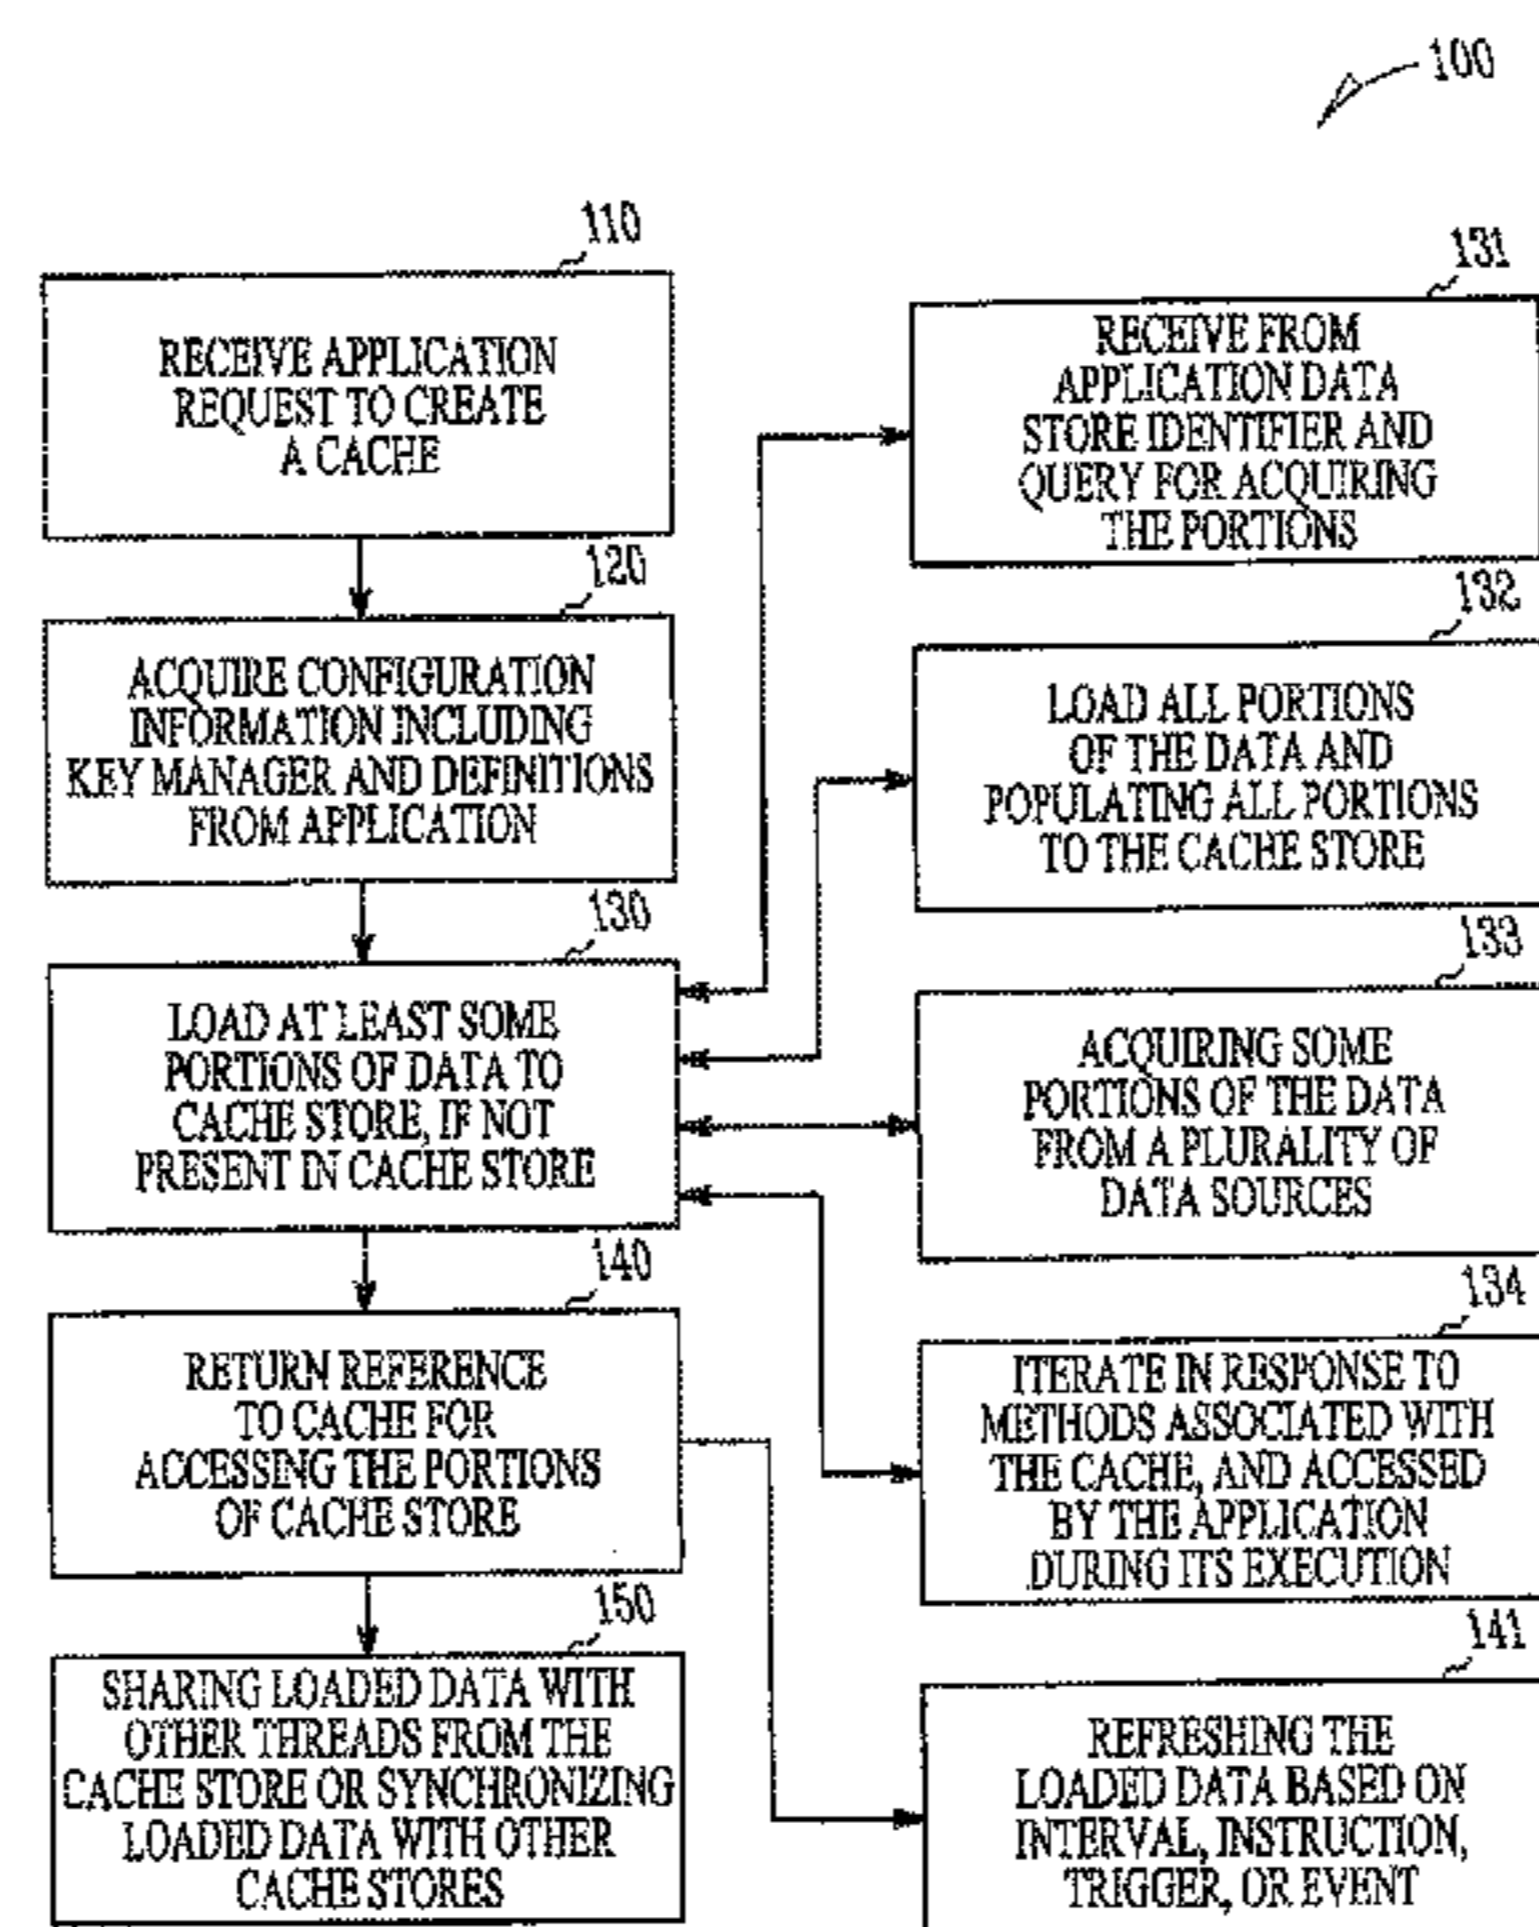 100
110
RECEIVE APPLICATION
REQUEST TO CREATE
A CACHE
120
ACQUIRE CONFIGURATION
INFORMATION INCLUDING
KEY MANAGER AND DEFINITIONS
FROM APPLICATION
130
LOAD AT LEAST SOME
PORTIONS OF DATA TO
CACHE STORE, IF NOT
PRESENT IN CACHE STORE
140
RETURN REFERENCE
TO CACHE FOR
ACCESSING THE PORTIONS
OF CACHE STORE
150
SHARING LOADED DATA WITH
OTHER THREADS FROM THE
CACHE STORE OR SYNCHRONIZING
LOADED DATA WITH OTHER
CACHE STORES
131
RECEIVE FROM
APPLICATION DATA
STORE IDENTIFIER AND
QUERY FOR ACQUIRING
THE PORTIONS
132
LOAD ALL PORTIONS
OF THE DATA AND
POPULATING ALL PORTIONS
TO THE CACHE STORE
133
ACQUIRING SOME
PORTIONS OF THE DATA
FROM A PLURALITY OF
DATA SOURCES
134
ITERATE IN RESPONSE TO
METHODS ASSOCIATED WITH
THE CACHE, AND ACCESSED
BY THE APPLICATION
DURING ITS EXECUTION
141
REFRESHING THE
LOADED DATA BASED ON
INTERVAL, INSTRUCTION,
TRIGGER, OR EVENT